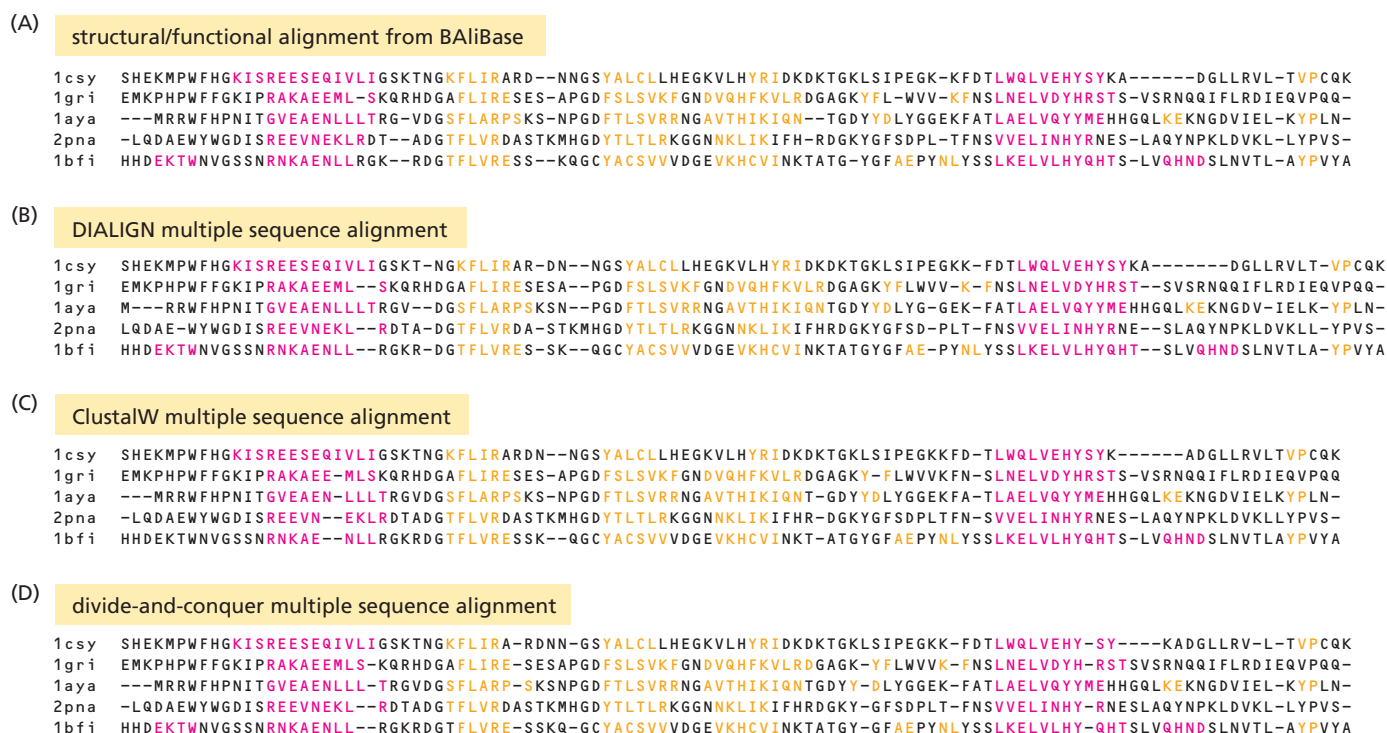 (A)
structural/functional alignment from BAliBase
1csy SHEKMPWFHGKISREESEQIVLIGSKTNGKFLIRARD--NNGSYALCLLHEGKVLHYRIDKDKTGKLSIPEGK-KFDTLWQLVEHYSYKA------DGLLRVL-TVPCQK
1gri EMKPHPWFFGKIPRAKAEEML-SKQRHDGAFLIRESES-APGDFSLSVKFGNDVQHFKVLRDGAGKYFL-WVV-KFNSLNELVDYHRSTS-VSRNQQIFLRDIEQVPQQ-
1aya ---MRRWFHPNITGVEAENLLLTRG-VDGSFLARPSKS-NPGDFTLSVRRNGAVTHIKIQN--TGDYYDLYGGEKFATLAELVQYYMEHHGQLKEKNGDVIEL-KYPLN-
2pna -LQDAEWYWGDISREEVNEKLRDT--ADGTFLVRDASTKMHGDYTLTLRKGGNNKLIKIFH-RDGKYGFSDPL-TFNSVVELINHYRNES-LAQYNPKLDVKLLYPVS-
1bfi HHDEKTWNVGSSNRNKAENLLRGK--RDGTFLVRESS--KQGCYACSVVVDGEVKHCVINKTATG-YGFAEPYNLYSSLKELVLHYQHTS-LVQHNDSLNVTL-AYPVYA
(B)
DIALIGN multiple sequence alignment
1csy SHEKMPWFHGKISREESEQIVLIGSKT-NGKFLIRAR-DN--NGSYALCLLHEGKVLHYRIDKDKTGKLSIPEGKK-FDTLWQLVEHYSYKA-------DGLLRVLT-VPCQK
1gri EMKPHPWFFGKIPRAKAEEML--SKQRHDGAFLIRESESA--PGDFSLSVKFGNDVQHFKVLRDGAGKYFLWVV-K-FNSLNELVDYHRST--SVSRNQQIFLRDIEQVPQQ-
1aya M---RRWFHPNITGVEAENLLLTRGV--DGSFLARPSKSN--PGDFTLSVRRNGAVTHIKIQNTGDYYDLYG-GEK-FATLAELVQYYMEHHGQLKEKNGDV-IELK-YPLN-
2pna LQDAE-WYWGDISREEVNEKL--RDTA-DGTFLVRDA-STKMHGDYTLTLRKGGNNKLIKIFHRDGKYGFSD-PLT-FNSVVELINHYRNE--SLAQYNPKLDVKLL-YPVS-
1bfi HHDEKTWNVGSSNRNKAENLL--RGKR-DGTFLVRES-SK--QGCYACSVVVDGEVKHCVINKTATGYGFAE-PYNLYSSLKELVLHYQHT--SLVQHNDSLNVTLA-YPVYA
(C)
ClustalW multiple sequence alignment
1csy SHEKMPWFHGKISREESEQIVLIGSKTNGKFLIRARDN--NGSYALCLLHEGKVLHYRIDKDKTGKLSIPEGKKFD-TLWQLVEHYSYK-------ADGLLRVLTVPCQK
1gri EMKPHPWFFGKIPRAKAEE-MLSKQRHDGAFLIRESES-APGDFSLSVKFGNDVQHFKVLRDGAGKY-FLWVVKFN-SLNELVDYHRSTS-VSRNQQIFLRDIEQVPQQ
1aya ---MRRWFHPNITGVEAEN-LLLTRGVDGSFLARPSKS-NPGDFTLSVRRNGAVTHIKIQNT-GDYYDLYGGEKFA-TLAELVQYYMEHHGQLKEKNGDVIELKYPLN-
2pna -LQDAEWYWGDISREEVN--EKLRDTADGTFLVRDASTKMHGDYTLTLRKGGNNKLIKIFHR-DGKYGFSDPLTFN-SVVELINHYRNES-LAQYNPKLDVKLLYPVS-
1bfi HHDEKTWNVGSSNRNKAE--NLLRGKRDGTFLVRESSK--QGCYACSVVVDGEVKHCVINKT-ATGYGFAEPYNLYSSLKELVLHYQHTS-LVQHNDSLNVTLAYPVYA
(D)
divide-and-conquer multiple sequence alignment
1csy SHEKMPWFHGKISREESEQIVLIGSKTNGKFLIRA-RDNN-GSYALCLLHEGKVLHYRIDKDKTGKLSIPEGKK-FDTLWQLVEHY-SY----KADGLLRV-L-TVPCQK
1gri EMKPHPWFFGKIPRAKAEEMLS-KQRHDGAFLIRE-SESAPGDFSLSVKFGNDVQHFKVLRDGAGK-YFLWVVK-FNSLNELVDYH-RSTSVSRNQQIFLRDIEQVPQQ-
1aya ---MRRWFHPNITGVEAENLLL-TRGVDGSFLARP-SKSNPGDFTLSVRRNGAVTHIKIQNTGDYY-DLYGGEK-FATLAELVQYYMEHHGQLKEKNGDVIEL-KYPLN-
2pna -LQDAEWYWGDISREEVNEKL--RDTADGTFLVRDASTKMHGDYTLTLRKGGNNKLIKIFHRDGKY-GFSDPLT-FNSVVELINHY-RNESLAQYNPKLDVKLLYPVS-
1bfi HHDEKTWNVGSSNRNKAENLL--RGKRDGTFLVRE-SSKQ-GCYACSVVVDGEVKHCVINKTATGY-GFAEPYNLYSSLKELVLHY-QHTSLVQHNDSLNVTL-AYPVYA